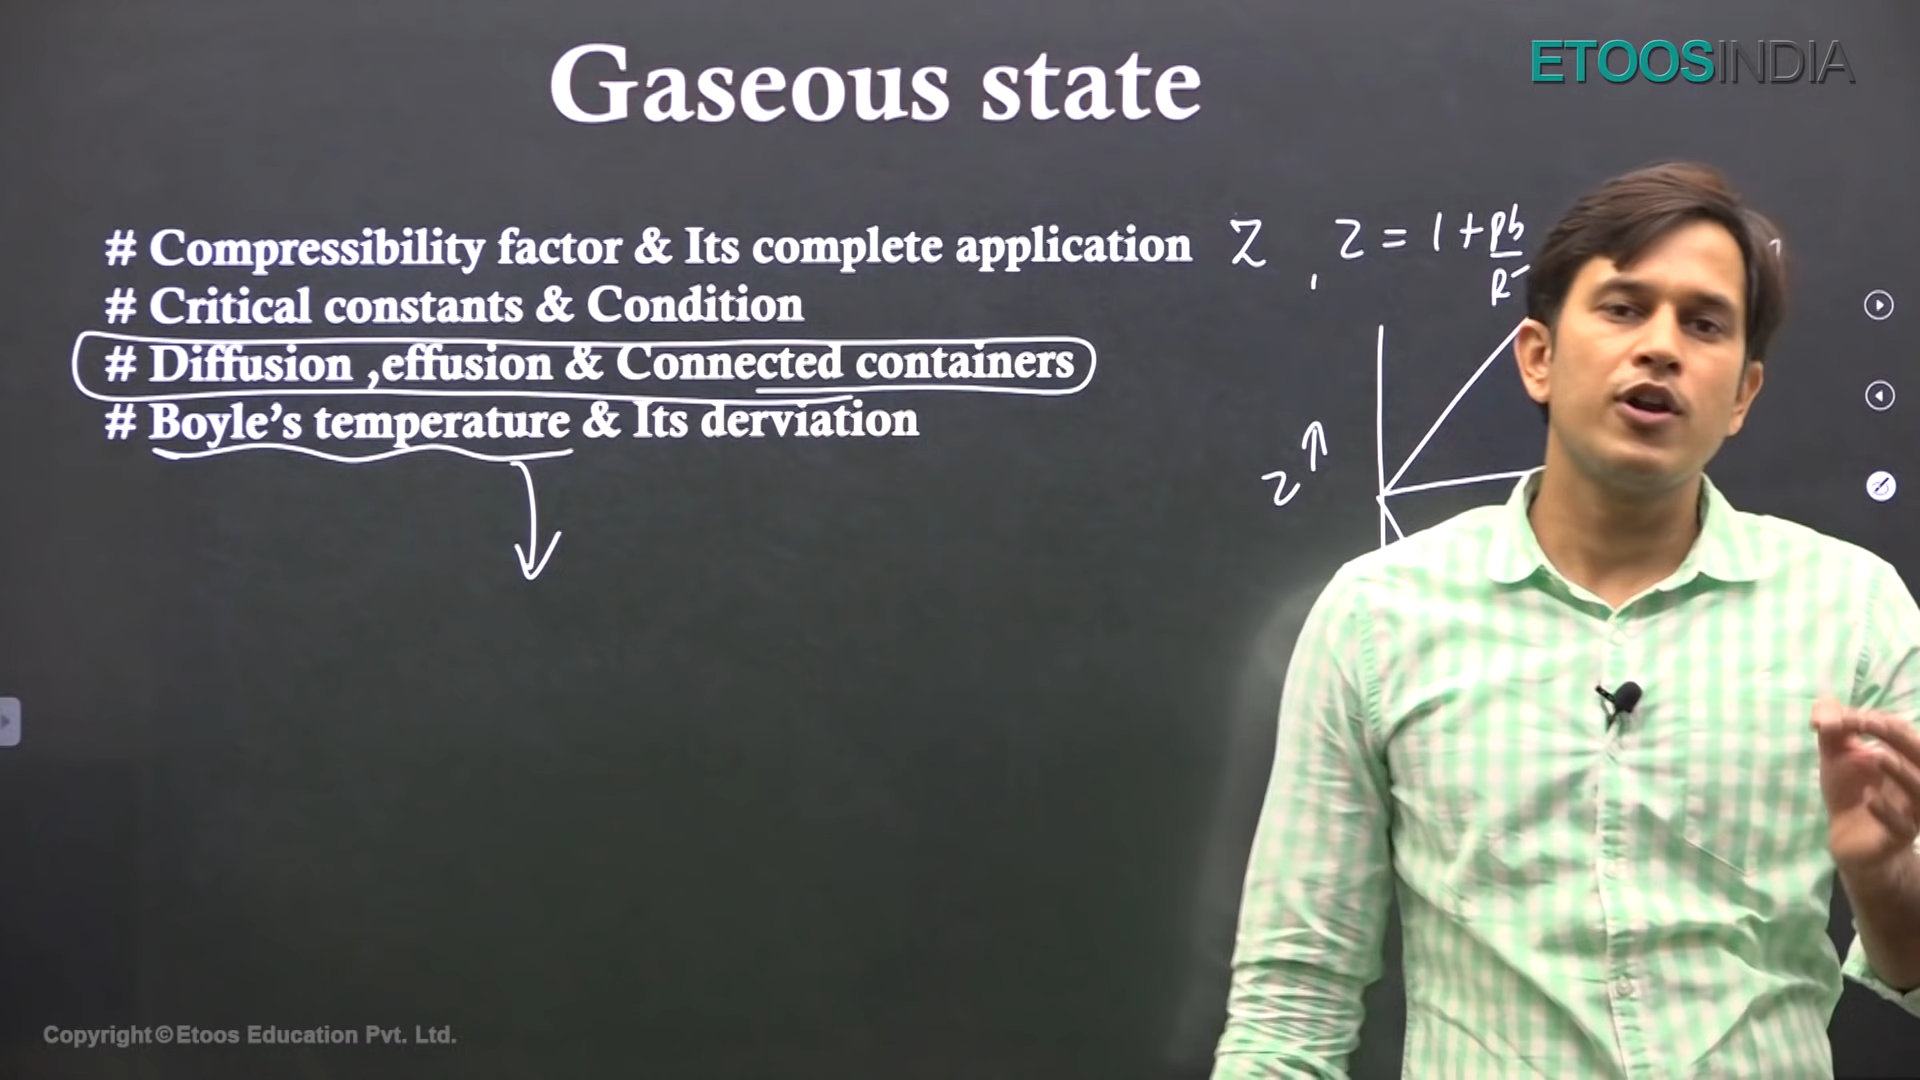 Gaseous state
ETOOSINDIA
# Compressibility factor & Its complete application Z , Z = 1 + Pb
R
# Critical constants & Condition
# Diffusion ,effusion & Connected containers
# Boyle's temperature & Its derviation
Z ↑
Copyright © Etoos Education Pvt. Ltd.